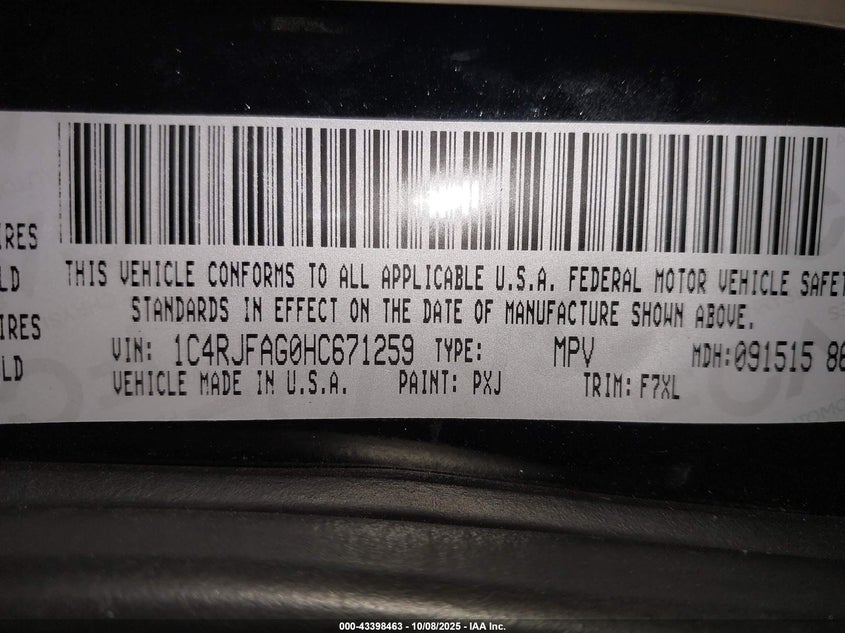 IRES
LD
IRES
LD
THIS VEHICLE CONFORMS TO ALL APPLICABLE U.S.A. FEDERAL MOTOR VEHICLE SAFET
STANDARDS IN EFFECT ON THE DATE OF MANUFACTURE SHOWN ABOVE.
VIN: 1C4RJFAG0HC671259 TYPE: MPV MDH:091515 86
VEHICLE MADE IN U.S.A. PAINT: PXJ TRIM: F7XL
000-43398463 - 10/08/2025 - IAA Inc.